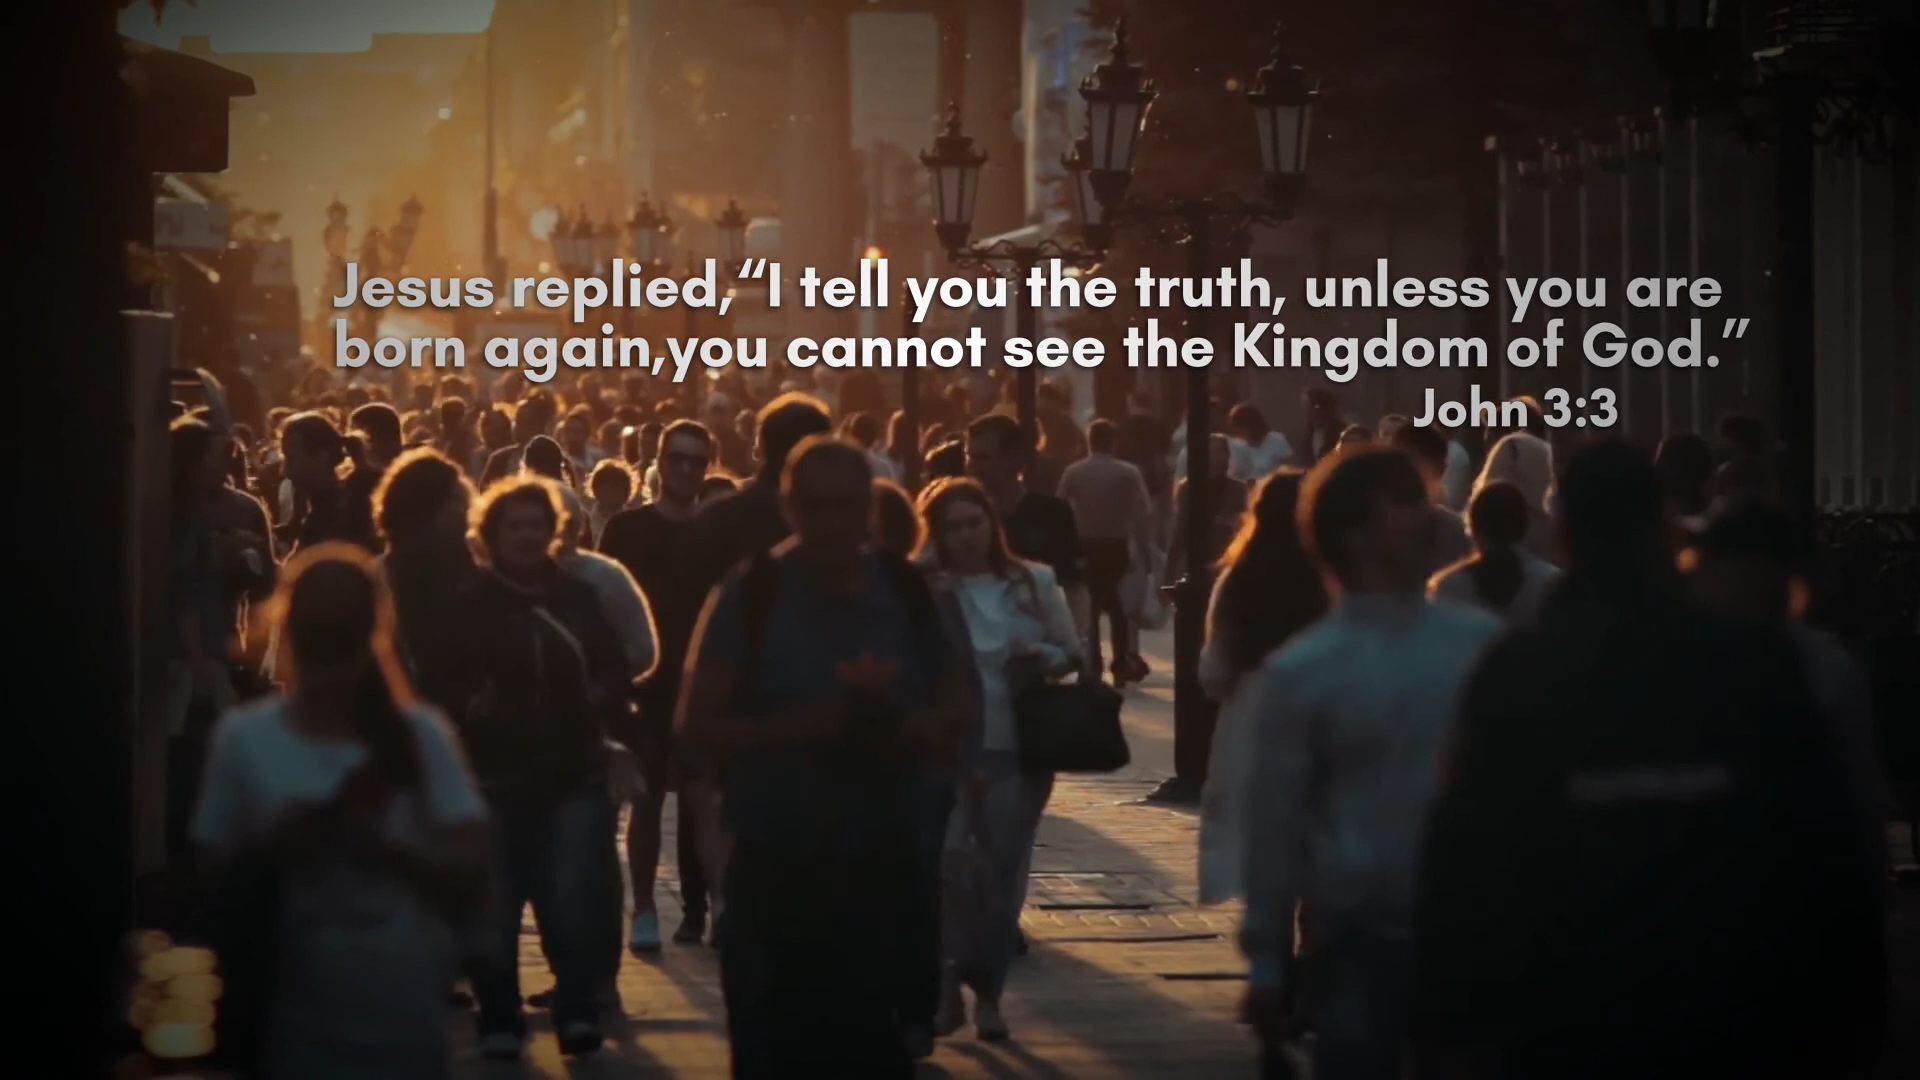 Jesus replied,“I tell you the truth, unless you are
born again,you cannot see the Kingdom of God.”
John 3:3